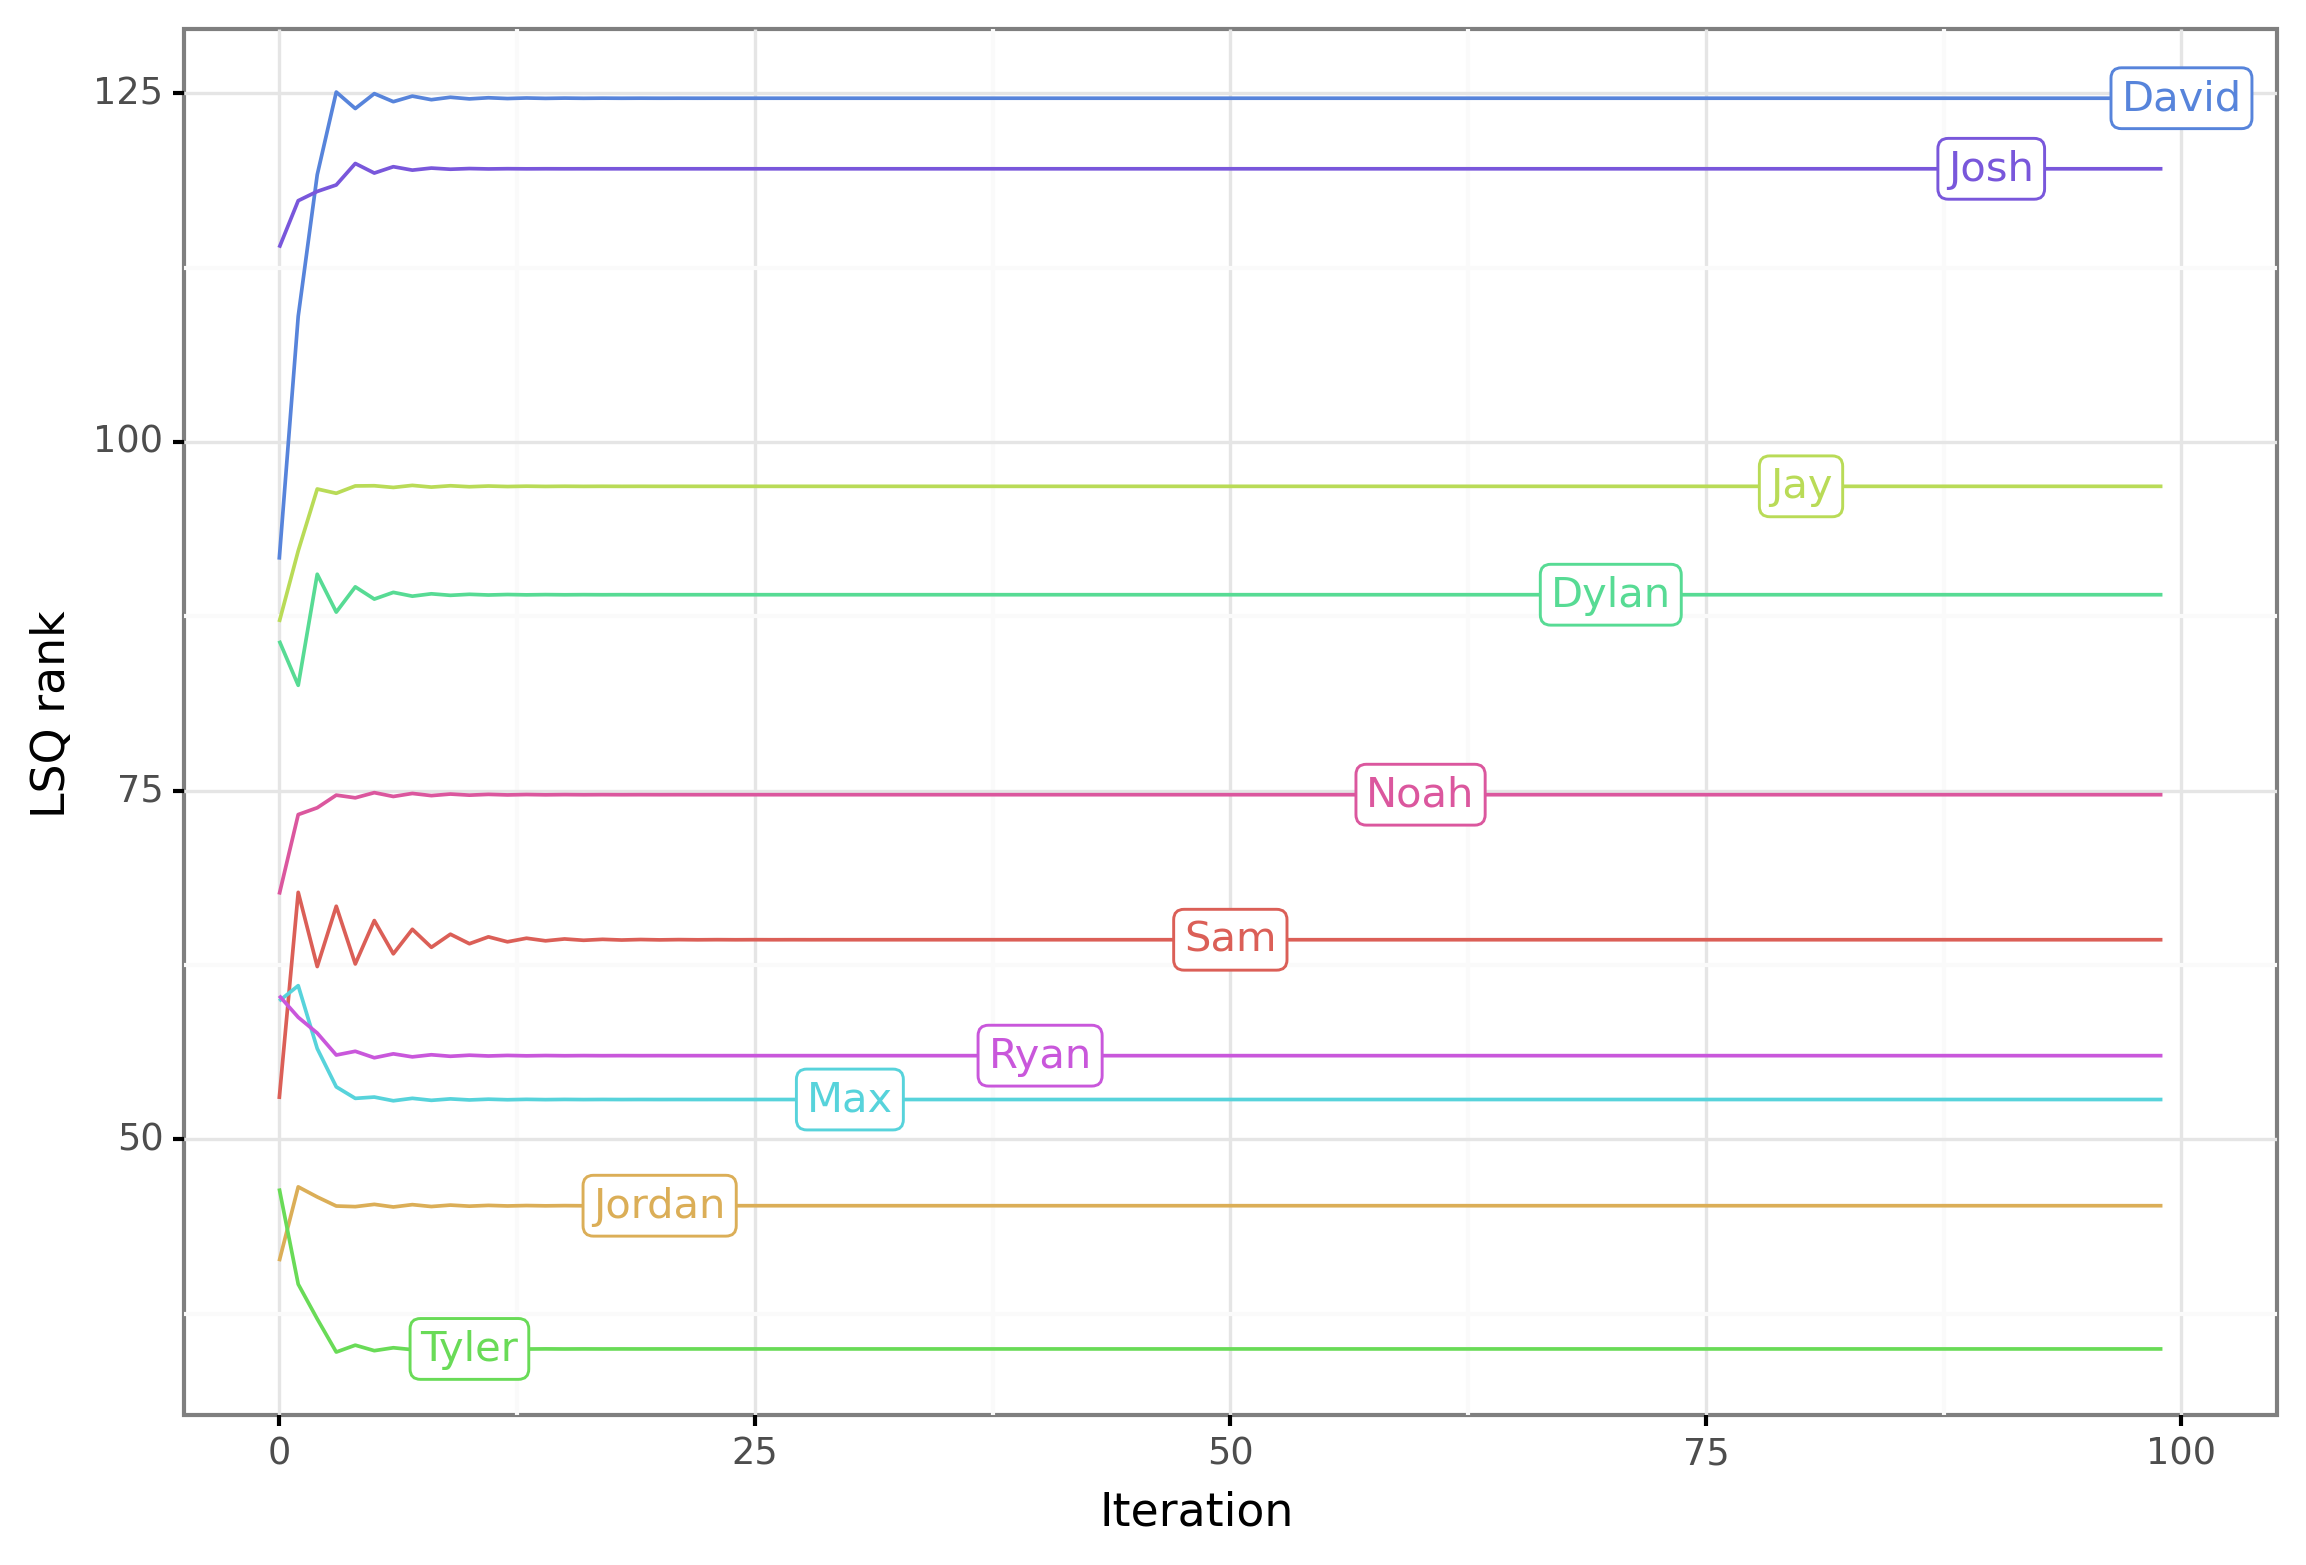 125
David
Josh
100
Jay
Dylan
LSQ rank
75
Noah
Sam
Ryan
Max
50
Jordan
Tyler
0 25 50 75 100
Iteration